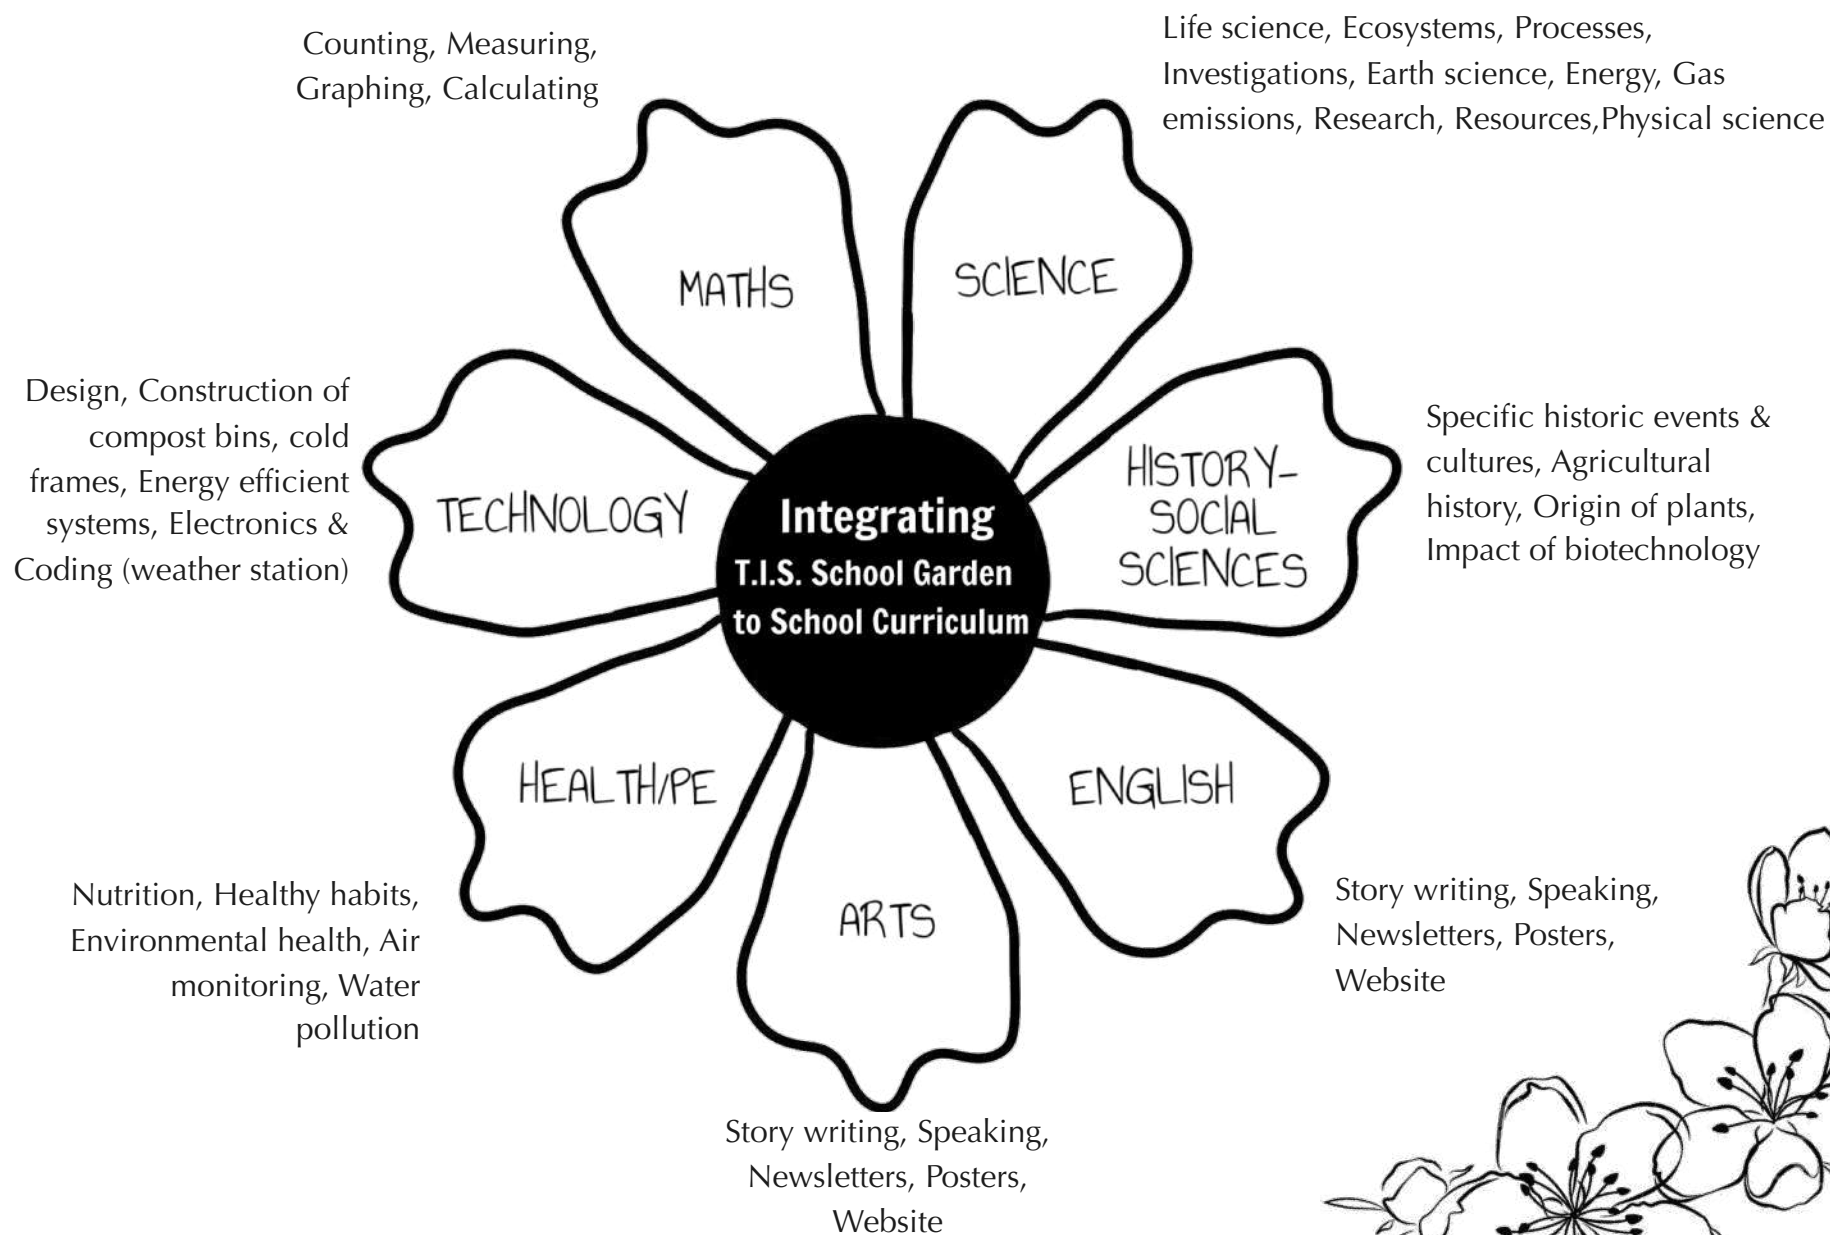 Counting, Measuring,
Graphing, Calculating
Life science, Ecosystems, Processes,
Investigations, Earth science, Energy, Gas
emissions, Research, Resources,Physical science
MATHS
SCIENCE
Design, Construction of
compost bins, cold
frames, Energy efficient
systems, Electronics &
Coding (weather station)
TECHNOLOGY
Integrating
T.I.S. School Garden
to School Curriculum
HISTORY-
SOCIAL
SCIENCES
Specific historic events &
cultures, Agricultural
history, Origin of plants,
Impact of biotechnology
HEALTH/PE
ENGLISH
ARTS
Nutrition, Healthy habits,
Environmental health, Air
monitoring, Water
pollution
Story writing, Speaking,
Newsletters, Posters,
Website
Story writing, Speaking,
Newsletters, Posters,
Website